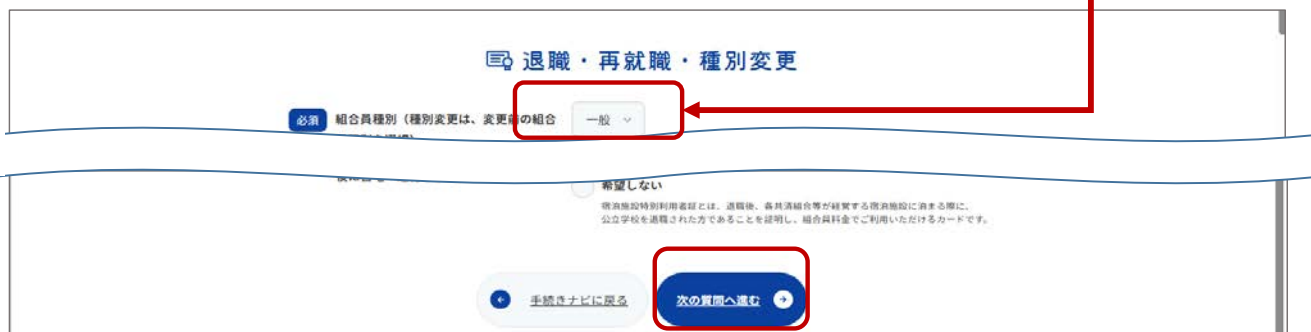 退職・再就職・種別変更
必須 組合員種別（種別変更は、変更前の組合 一般
希望しない
宿泊施設特別利用者証とは、退職後、各共済組合等が経営する宿泊施設に泊まる際に、
公立学校を退職された方であることを証明し、組合員料金でご利用いただけるカードです。
手続きナビに戻る 次の質問へ進む